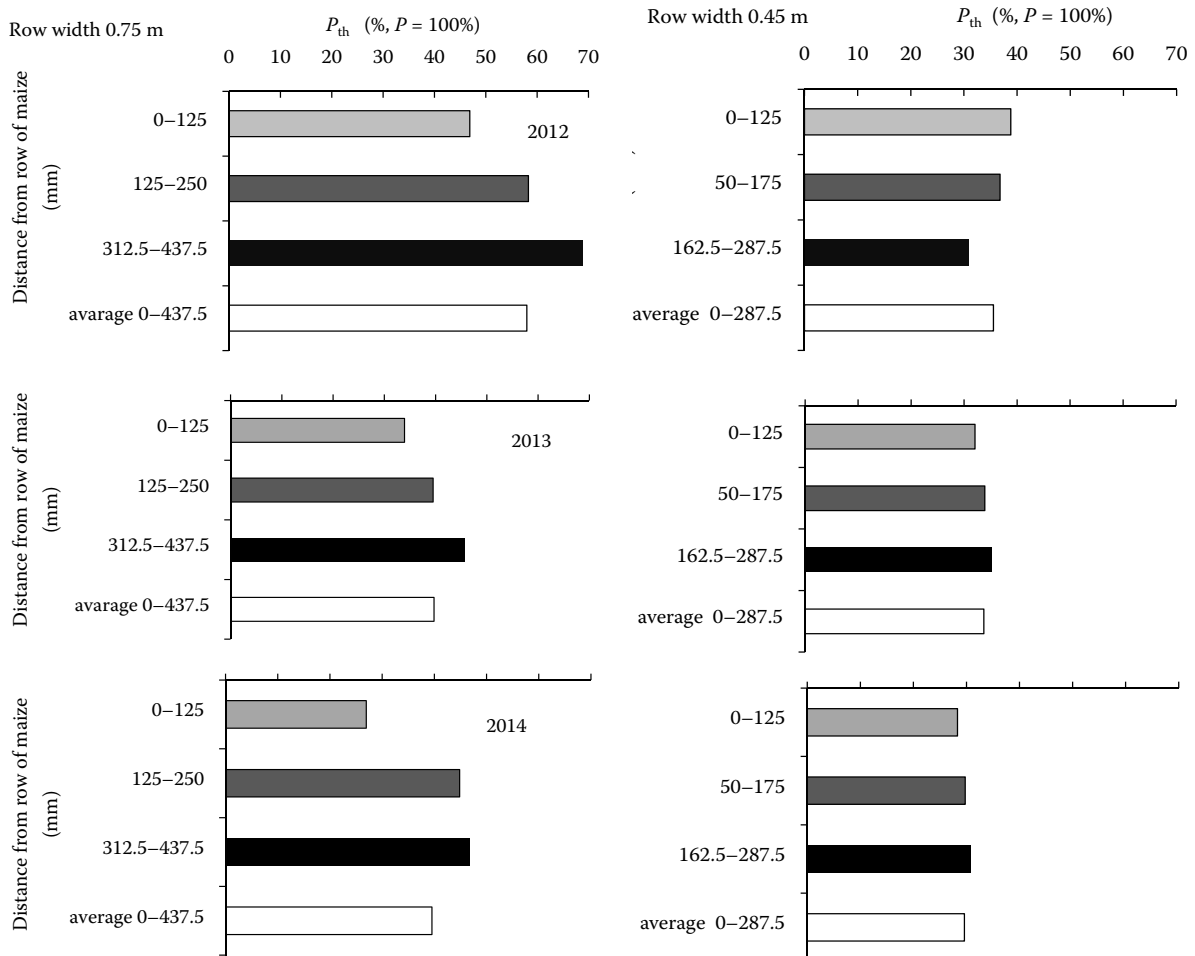 Row width 0.75 m
P_th (%, P = 100%)
0 10 20 30 40 50 60 70
Distance from row of maize
(mm)
0–125
2012
125–250
312.5–437.5
avarage 0–437.5
Row width 0.45 m
P_th (%, P = 100%)
0 10 20 30 40 50 60 70
0–125
50–175
162.5–287.5
average 0–287.5
Distance from row of maize
(mm)
0–125
2013
125–250
312.5–437.5
avarage 0–437.5
0–125
50–175
162.5–287.5
average 0–287.5
Distance from row of maize
(mm)
0–125
2014
125–250
312.5–437.5
average 0–437.5
0–125
50–175
162.5–287.5
average 0–287.5